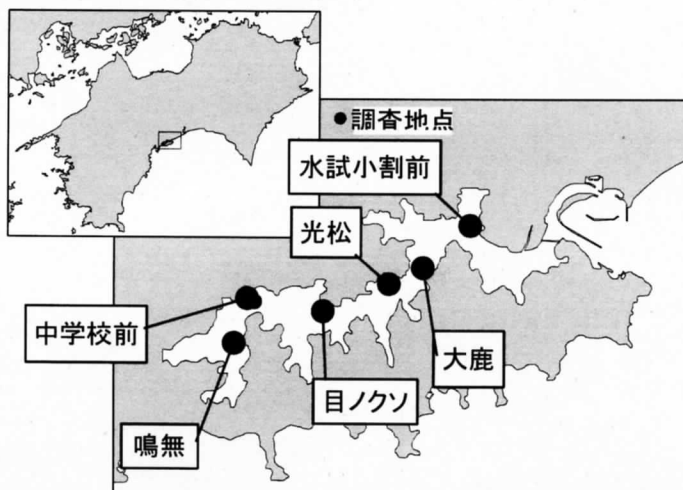 ●調査地点
水試小割前
光松
中学校前
大鹿
目ノクソ
鳴無